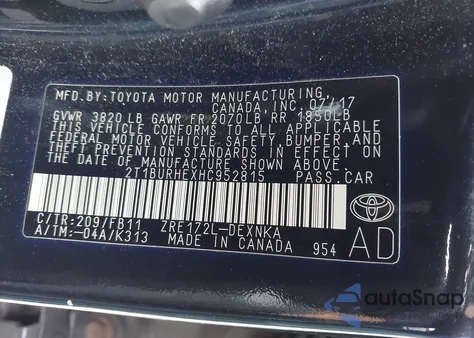 MFD.BY:TOYOTA MOTOR MANUFACTURING,
CANADA, INC. 07/17
GVWR 3820 LB GAWR FR 2070LB RR 1850LB
THIS VEHICLE CONFORMS TO ALL APPLICABLE
FEDERAL MOTOR VEHICLE SAFETY, BUMPER,
AND THEFT PREVENTION STANDARDS IN EFFECT ON
THE DATE OF MANUFACTURE SHOWN ABOVE.
2T1BURHEXHC952815 PASS.CAR
C/TR:209/FB11 ZRE172L-DEXNKA
A/TM:-04A/K313 MADE IN CANADA 954
AD
autoSnap